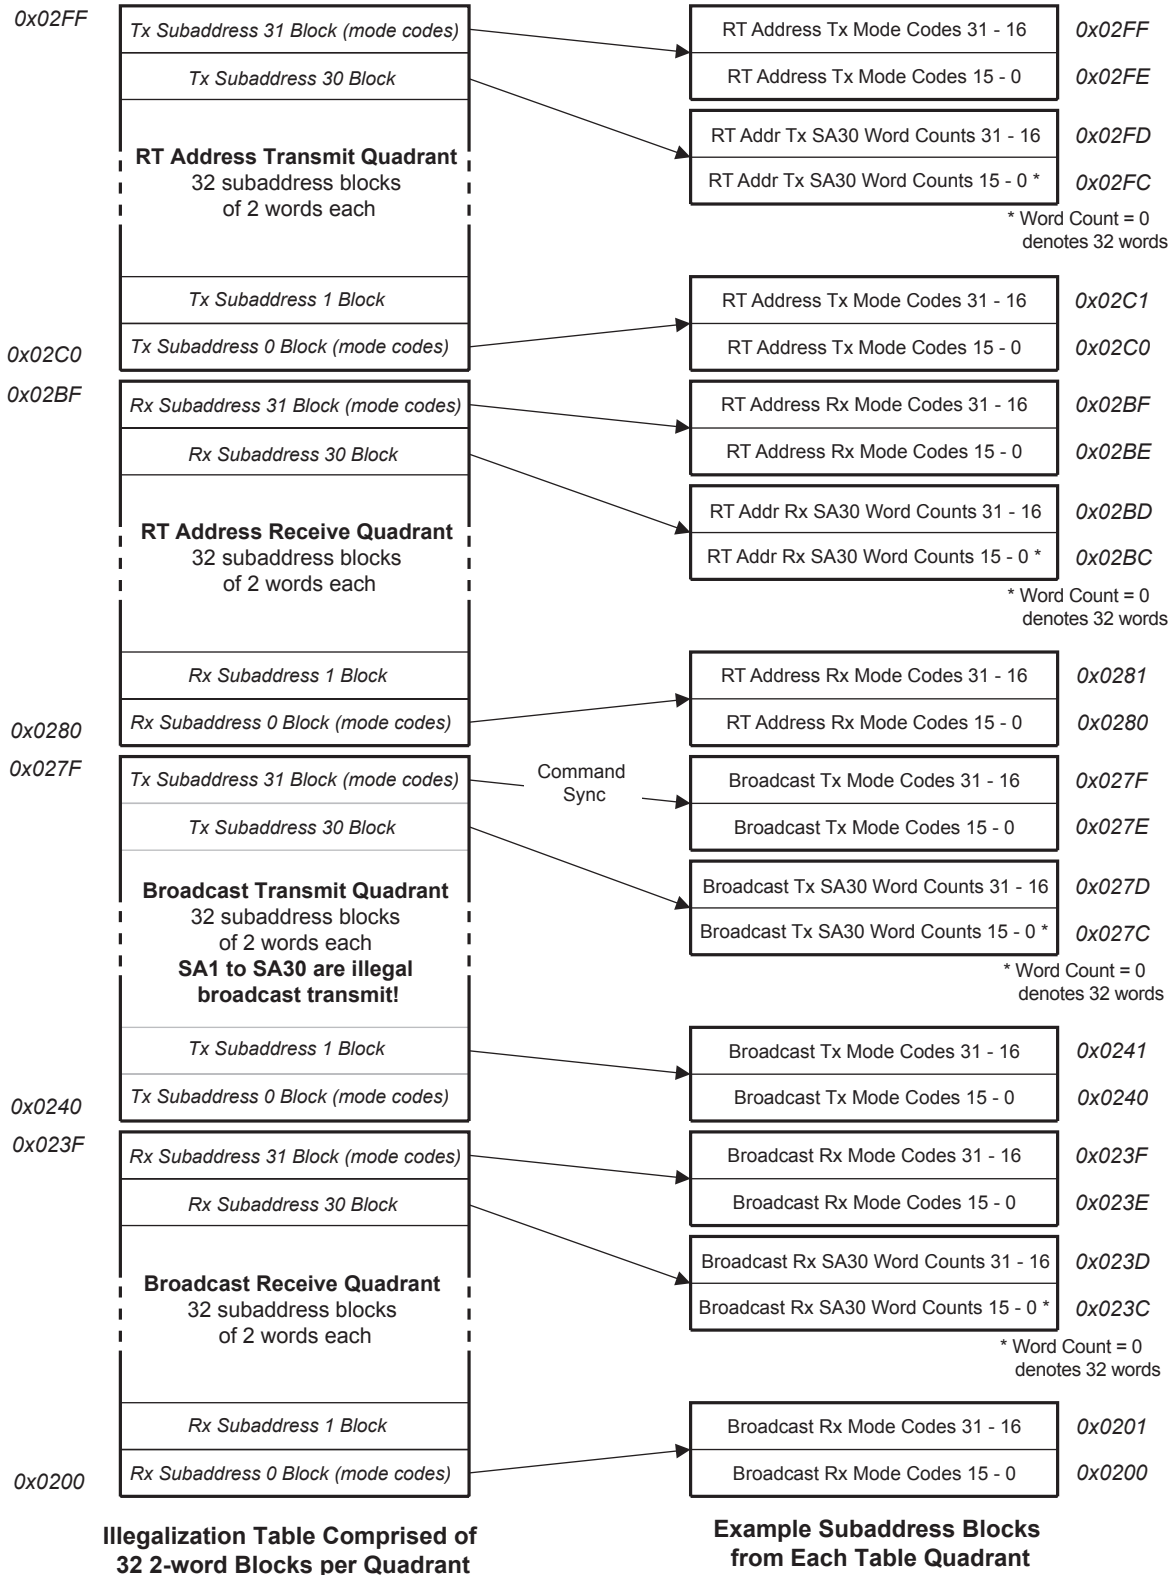 0x02FF
Tx Subaddress 31 Block (mode codes)
RT Address Tx Mode Codes 31 - 16
0x02FF
Tx Subaddress 30 Block
RT Address Tx Mode Codes 15 - 0
0x02FE
RT Address Transmit Quadrant
32 subaddress blocks
of 2 words each
RT Addr Tx SA30 Word Counts 31 - 16
0x02FD
RT Addr Tx SA30 Word Counts 15 - 0 *
0x02FC
* Word Count = 0
denotes 32 words
Tx Subaddress 1 Block
RT Address Tx Mode Codes 31 - 16
0x02C1
0x02C0
Tx Subaddress 0 Block (mode codes)
RT Address Tx Mode Codes 15 - 0
0x02C0
0x02BF
Rx Subaddress 31 Block (mode codes)
RT Address Rx Mode Codes 31 - 16
0x02BF
Rx Subaddress 30 Block
RT Address Rx Mode Codes 15 - 0
0x02BE
RT Address Receive Quadrant
32 subaddress blocks
of 2 words each
RT Addr Rx SA30 Word Counts 31 - 16
0x02BD
RT Addr Rx SA30 Word Counts 15 - 0 *
0x02BC
* Word Count = 0
denotes 32 words
Rx Subaddress 1 Block
RT Address Rx Mode Codes 31 - 16
0x0281
0x0280
Rx Subaddress 0 Block (mode codes)
RT Address Rx Mode Codes 15 - 0
0x0280
0x027F
Tx Subaddress 31 Block (mode codes)
Command
Sync
Broadcast Tx Mode Codes 31 - 16
0x027F
Tx Subaddress 30 Block
Broadcast Tx Mode Codes 15 - 0
0x027E
Broadcast Transmit Quadrant
32 subaddress blocks
of 2 words each
SA1 to SA30 are illegal
broadcast transmit!
Broadcast Tx SA30 Word Counts 31 - 16
0x027D
Broadcast Tx SA30 Word Counts 15 - 0 *
0x027C
* Word Count = 0
denotes 32 words
Tx Subaddress 1 Block
Broadcast Tx Mode Codes 31 - 16
0x0241
0x0240
Tx Subaddress 0 Block (mode codes)
Broadcast Tx Mode Codes 15 - 0
0x0240
0x023F
Rx Subaddress 31 Block (mode codes)
Broadcast Rx Mode Codes 31 - 16
0x023F
Rx Subaddress 30 Block
Broadcast Rx Mode Codes 15 - 0
0x023E
Broadcast Receive Quadrant
32 subaddress blocks
of 2 words each
Broadcast Rx SA30 Word Counts 31 - 16
0x023D
Broadcast Rx SA30 Word Counts 15 - 0 *
0x023C
* Word Count = 0
denotes 32 words
Rx Subaddress 1 Block
Broadcast Rx Mode Codes 31 - 16
0x0201
0x0200
Rx Subaddress 0 Block (mode codes)
Broadcast Rx Mode Codes 15 - 0
0x0200
Illegalization Table Comprised of
32 2-word Blocks per Quadrant
Example Subaddress Blocks
from Each Table Quadrant